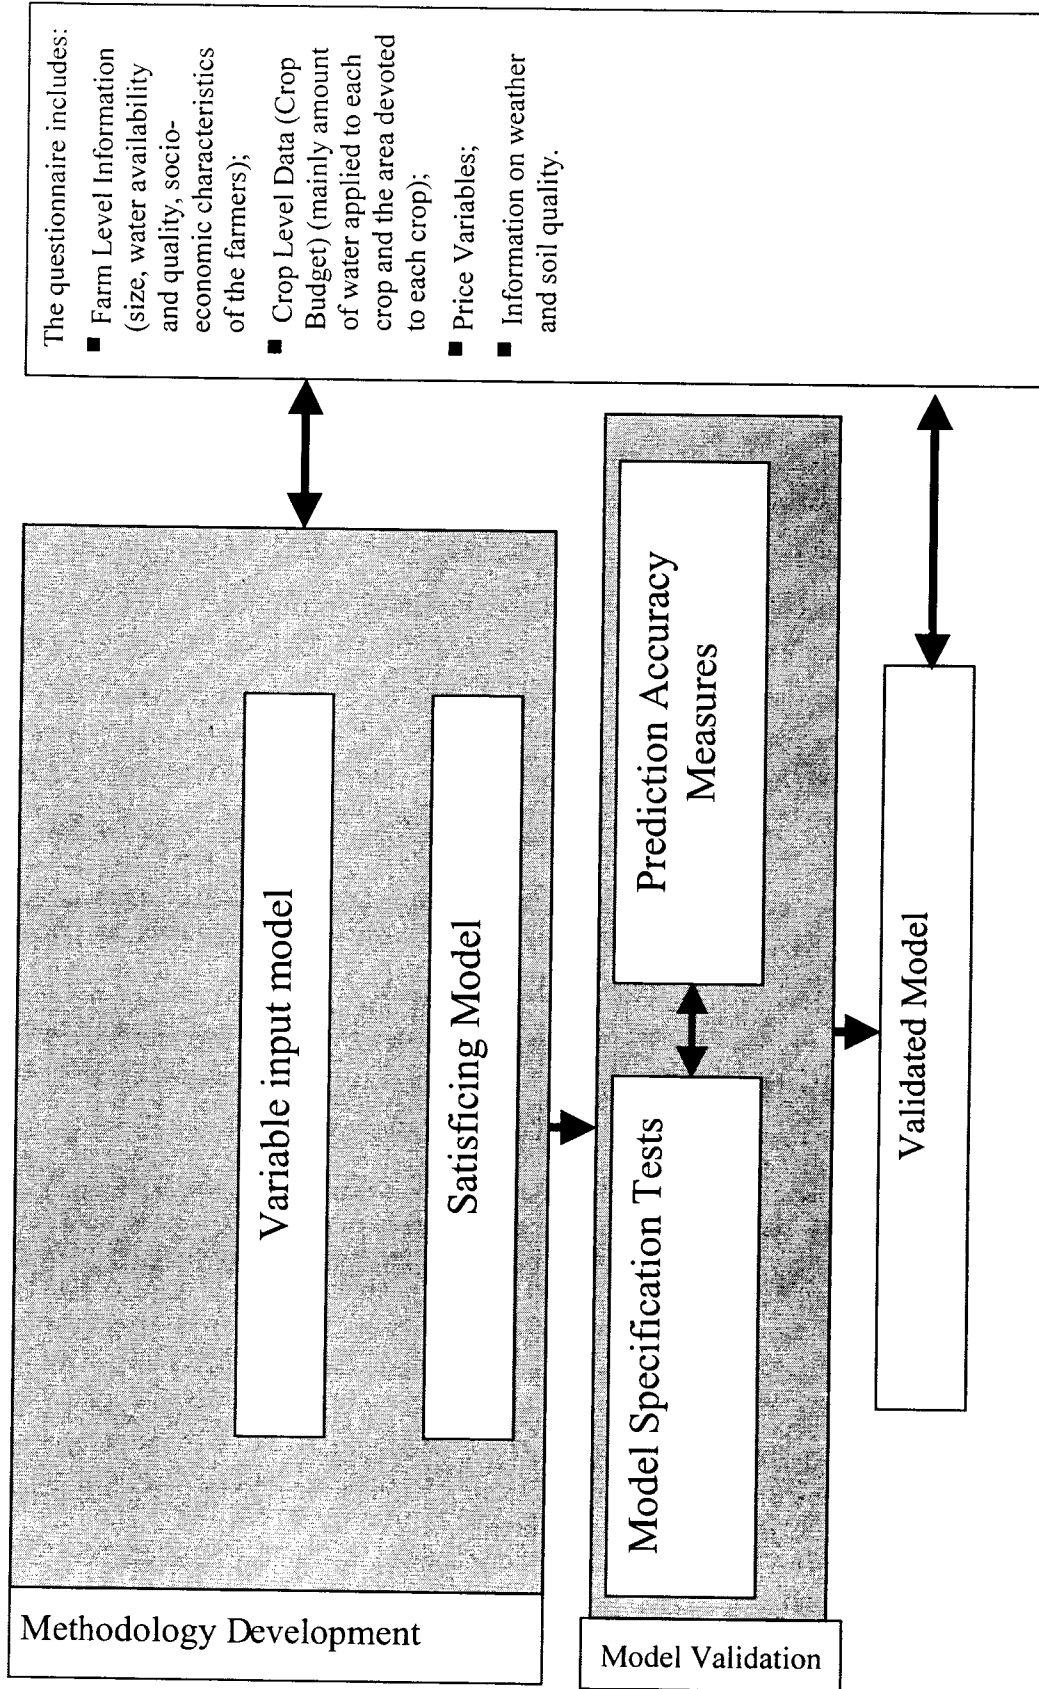 Methodology Development
Variable input model
Satisficing Model
Model Validation
Model Specification Tests
Prediction Accuracy
Measures
Validated Model
The questionnaire includes:
■ Farm Level Information
(size, water availability
and quality, socio-
economic characteristics
of the farmers);
■ Crop Level Data (Crop
Budget) (mainly amount
of water applied to each
crop and the area devoted
to each crop);
■ Price Variables;
■ Information on weather
and soil quality.